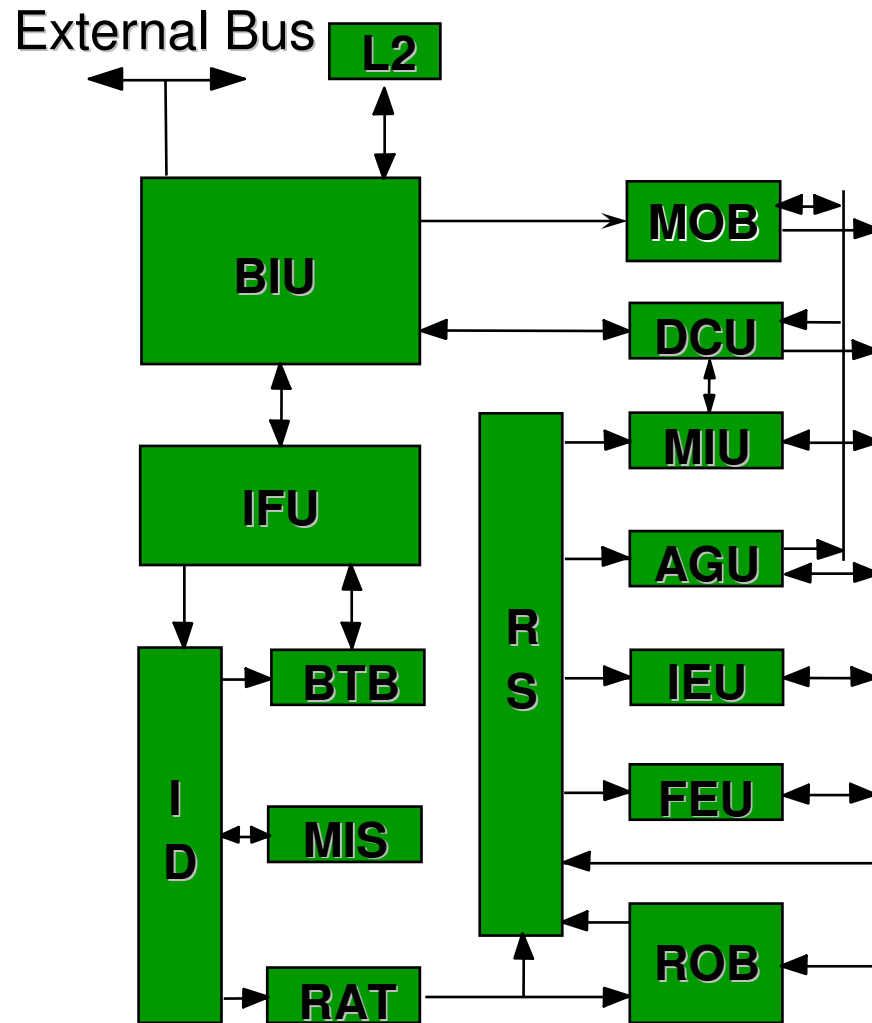 External Bus
L2
MOB
BIU
DCU
MIU
IFU
AGU
R
S
BTB
IEU
I
D
MIS
FEU
RAT
ROB